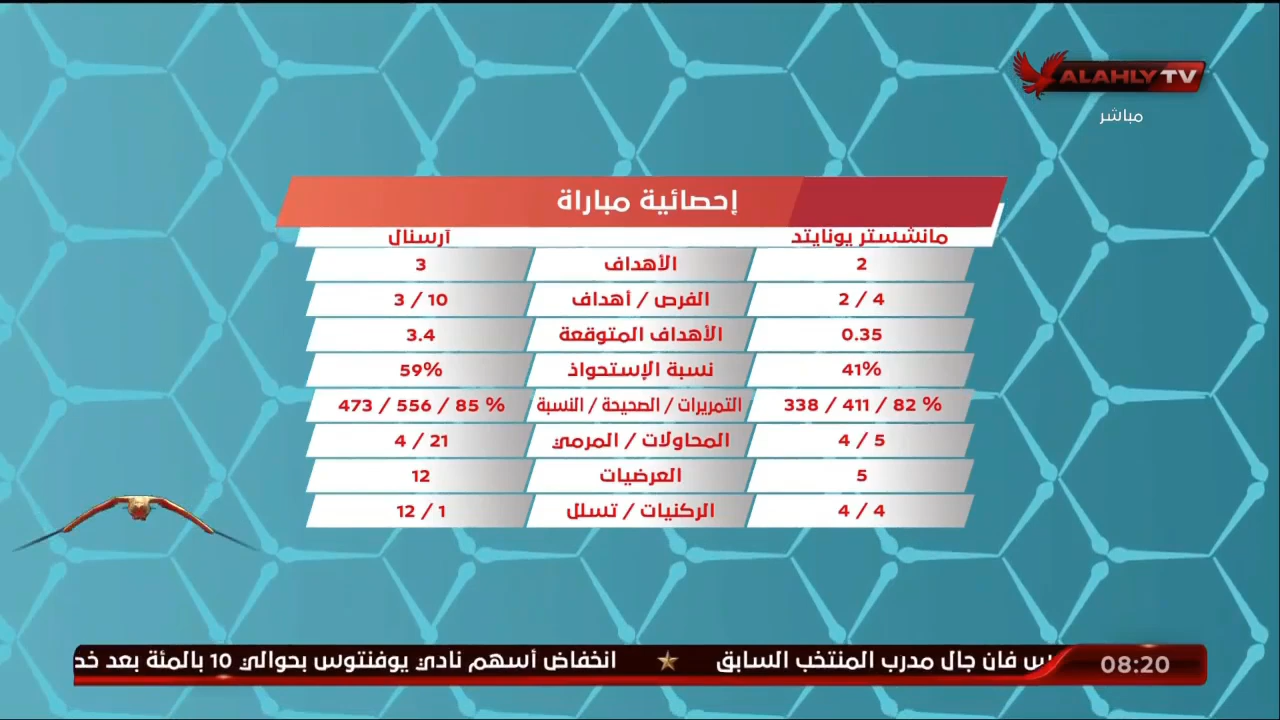 ALAHLY TV
مباشر
إحصائية مباراة
مانشستر يونايتد آرسنال
2 الأهداف 3
2 / 4 الفرص / أهداف 3 / 10
0.35 الأهداف المتوقعة 3.4
41% نسبة الإستحواذ 59%
338 / 411 / 82 % التمريرات / الصحيحة / النسبة 473 / 556 / 85 %
4 / 5 المحاولات / المرمي 4 / 21
5 العرضيات 12
4 / 4 الركنيات / تسلل 12 / 1
08:20 فان جال مدرب المنتخب السابق ★ انخفاض أسهم نادي يوفنتوس بحوالي 10 بالمئة بعد